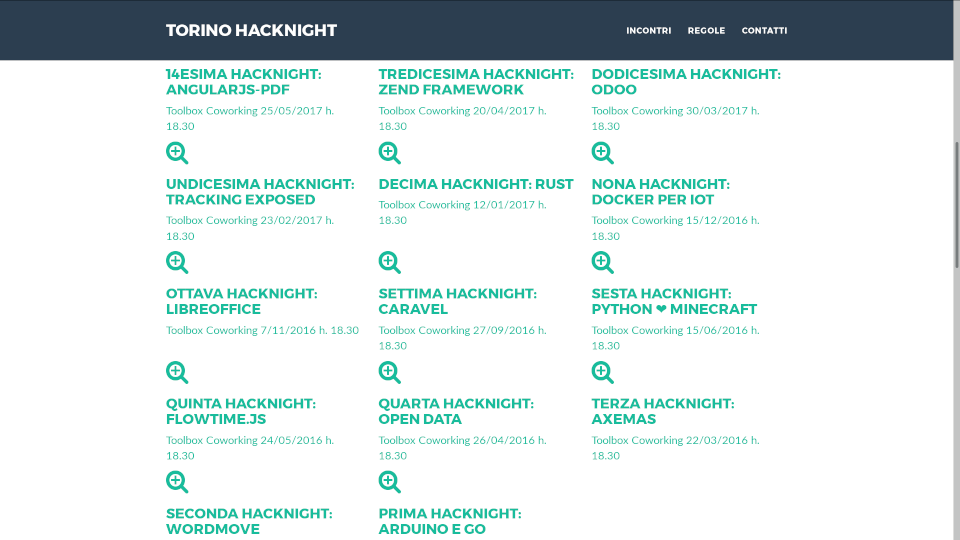 TORINO HACKNIGHT
INCONTRI REGOLE CONTATTI
14ESIMA HACKNIGHT:
ANGULARJS-PDF
Toolbox Coworking 25/05/2017 h.
18.30
TREDICESIMA HACKNIGHT:
ZEND FRAMEWORK
Toolbox Coworking 20/04/2017 h.
18.30
DODICESIMA HACKNIGHT:
ODOO
Toolbox Coworking 30/03/2017 h.
18.30
UNDICESIMA HACKNIGHT:
TRACKING EXPOSED
Toolbox Coworking 23/02/2017 h.
18.30
DECIMA HACKNIGHT: RUST
Toolbox Coworking 12/01/2017 h.
18.30
NONA HACKNIGHT:
DOCKER PER IOT
Toolbox Coworking 15/12/2016 h.
18.30
OTTAVA HACKNIGHT:
LIBREOFFICE
Toolbox Coworking 7/11/2016 h. 18.30
SETTIMA HACKNIGHT:
CARAVEL
Toolbox Coworking 27/09/2016 h.
18.30
SESTA HACKNIGHT:
PYTHON ❤ MINECRAFT
Toolbox Coworking 15/06/2016 h.
18.30
QUINTA HACKNIGHT:
FLOWTIME.JS
Toolbox Coworking 24/05/2016 h.
18.30
QUARTA HACKNIGHT:
OPEN DATA
Toolbox Coworking 26/04/2016 h.
18.30
TERZA HACKNIGHT:
AXEMAS
Toolbox Coworking 22/03/2016 h.
18.30
SECONDA HACKNIGHT:
WORDMOVE
PRIMA HACKNIGHT:
ARDUINO E GO